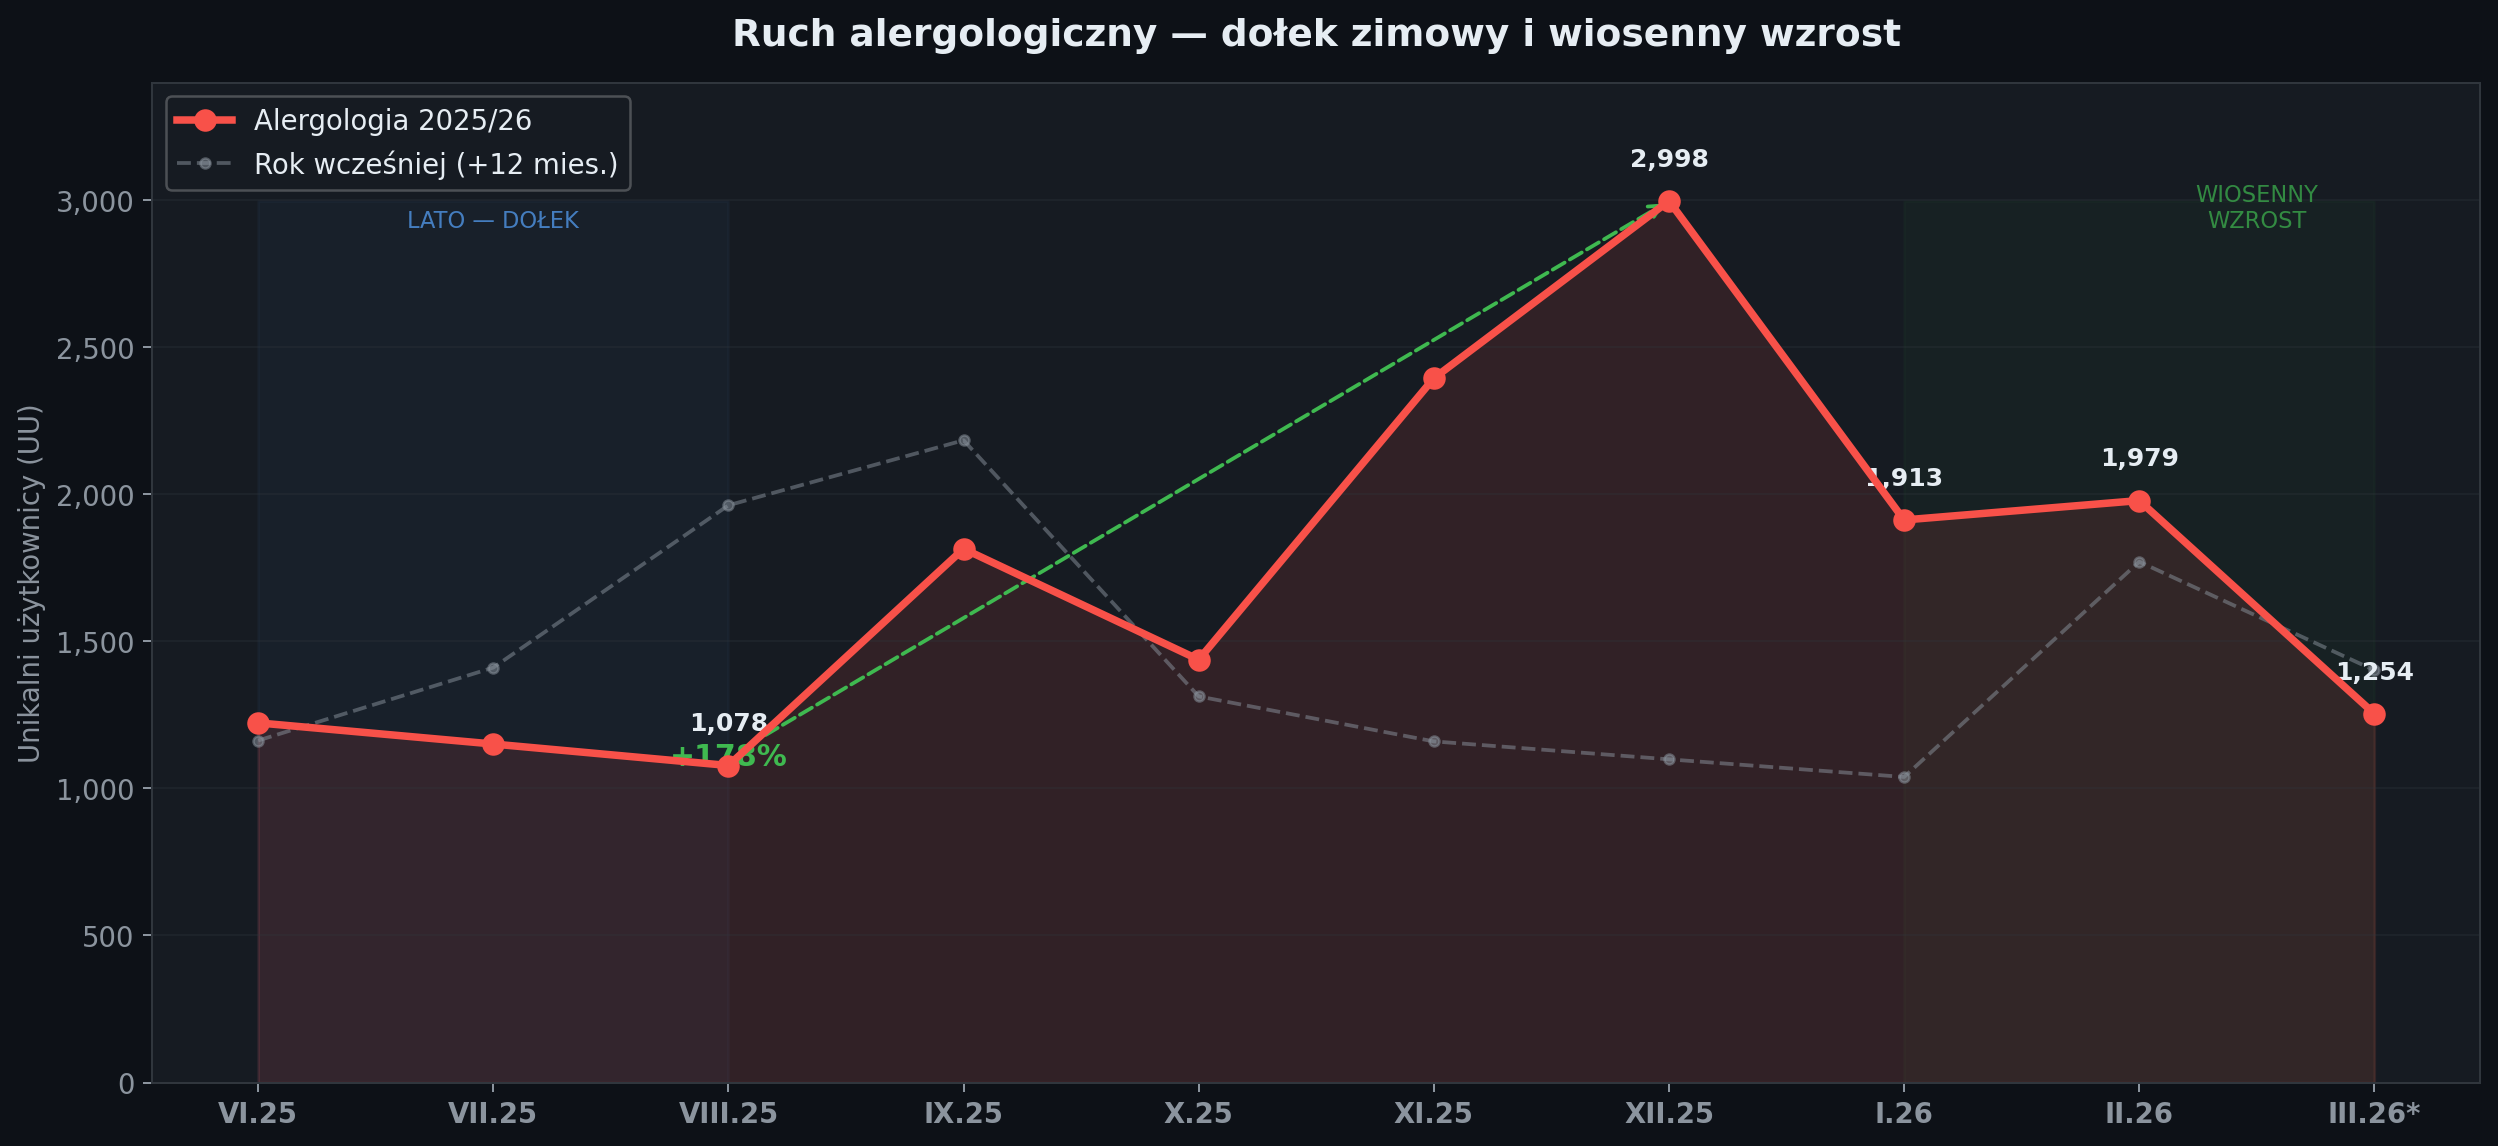 Ruch alergologiczny — dołek zimowy i wiosenny wzrost
Alergologia 2025/26
Rok wcześniej (+12 mies.)
LATO — DOŁEK
WIOSENNY
WZROST
2,998
1,913
1,979
1,254
1,078
+178%
Unikalni użytkownicy (UU)
3,000
2,500
2,000
1,500
1,000
500
0
VI.25
VII.25
VIII.25
IX.25
X.25
XI.25
XII.25
I.26
II.26
III.26*